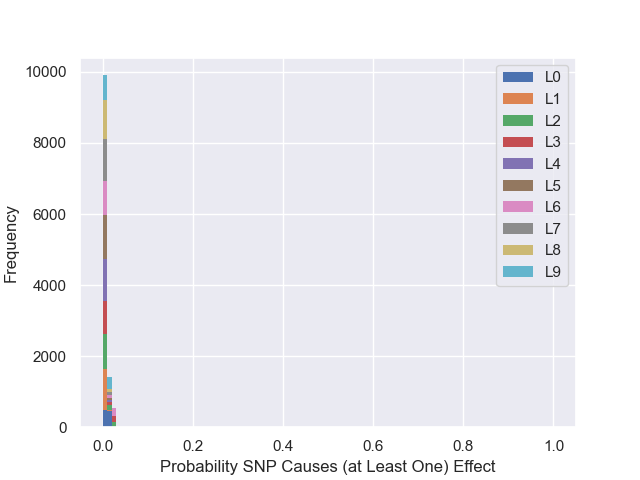 10000
8000
6000
4000
2000
0
Frequency
0.0 0.2 0.4 0.6 0.8 1.0
Probability SNP Causes (at Least One) Effect
L0
L1
L2
L3
L4
L5
L6
L7
L8
L9